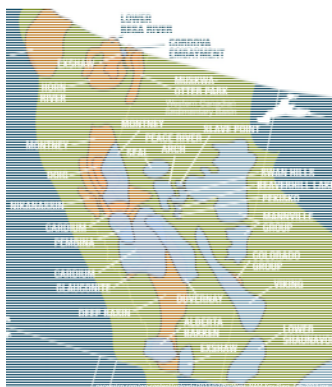 LOWER
BESA RIVER
CORDOVA
EMBAYMENT
EXSHAW
HORN
RIVER
MUSKWA
OTTER PARK
MONTNEY
PEACE RIVER
ARCH
SLAVE POINT
MONTNEY
SEAL
DOIG
SWAN HILLS
BEAVERHILL LAKE
NIKANASSIN
PEKISKO
CARDIUM
MANNVILLE
GROUP
PEMBINA
COLORADO
GROUP
CARDIUM
GLAUCONITE
VIKING
DUVERNAY
DEEP BASIN
ALBERTA
BAKKEN
LOWER
SHAUNAVON
EXSHAW